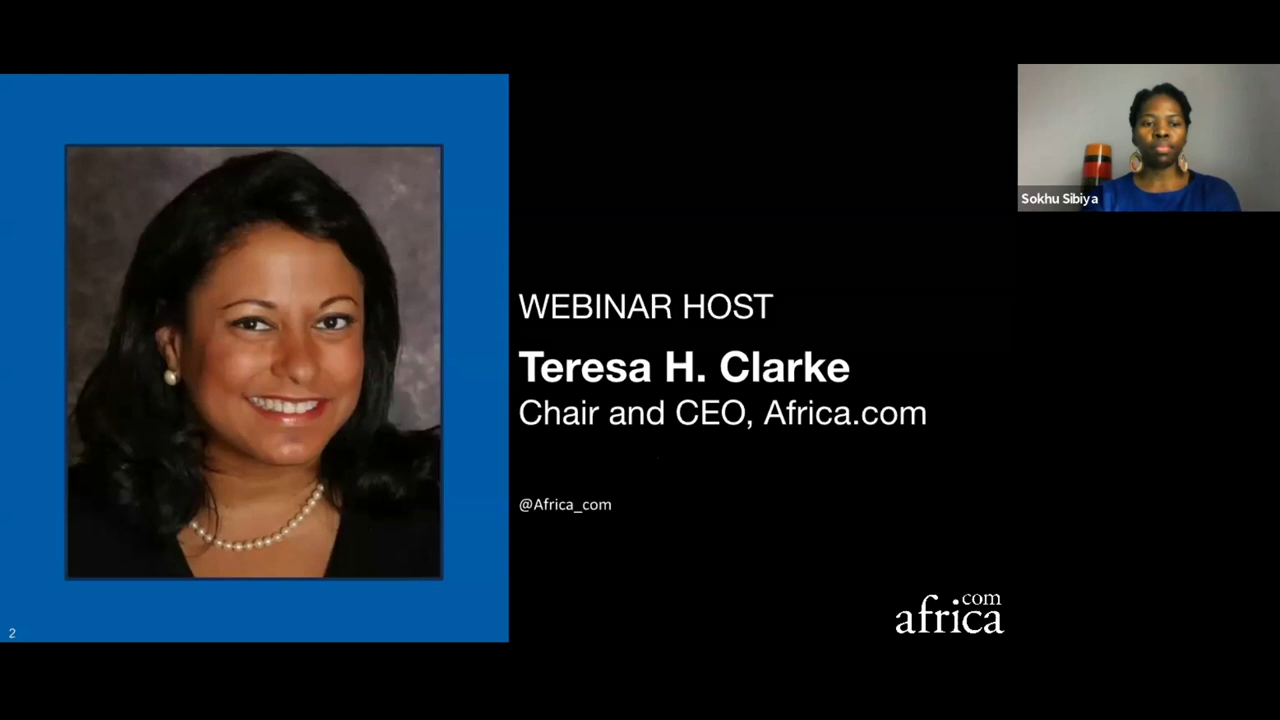 WEBINAR HOST
Teresa H. Clarke
Chair and CEO, Africa.com
@Africa_com
com
africa
2
Sokhu Sibiya